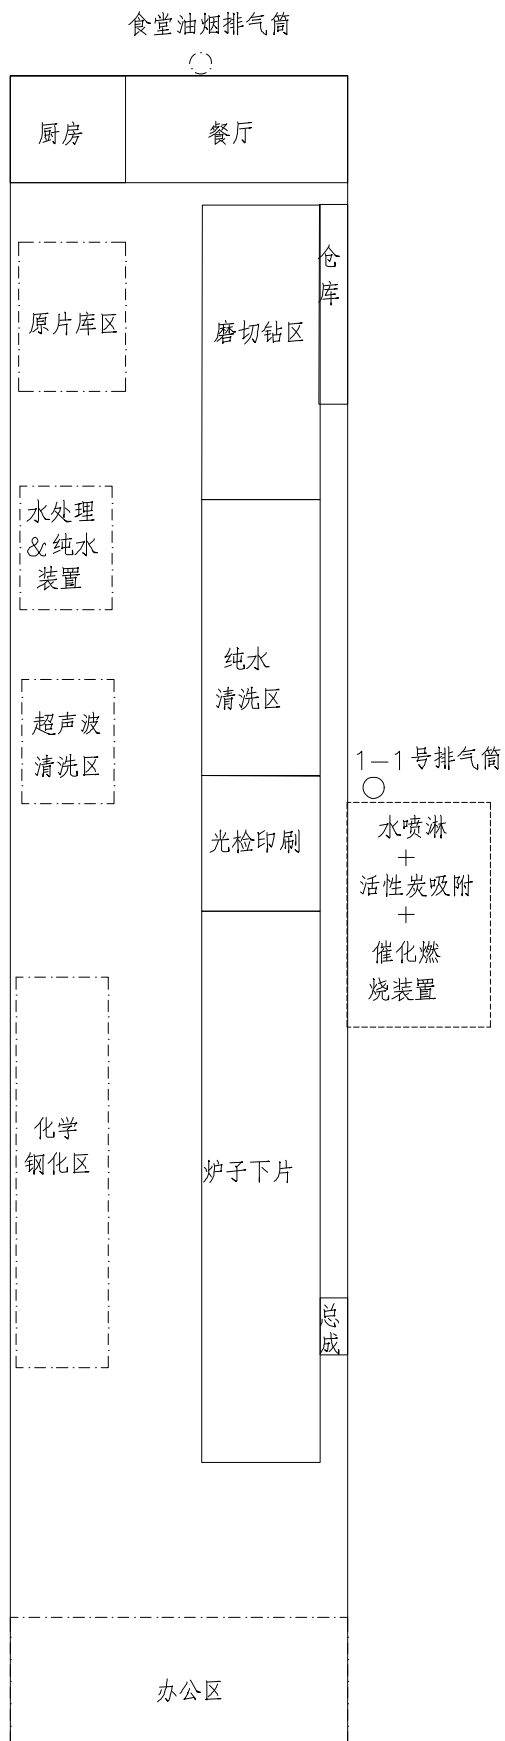 食堂油烟排气筒
厨房
餐厅
仓
库
原片库区
磨切钻区
水处理
&纯水
装置
纯水
清洗区
超声波
清洗区
1-1号排气筒
光检印刷
水喷淋
+
活性炭吸附
+
催化燃
烧装置
化学
钢化区
炉子下片
总
成
办公区